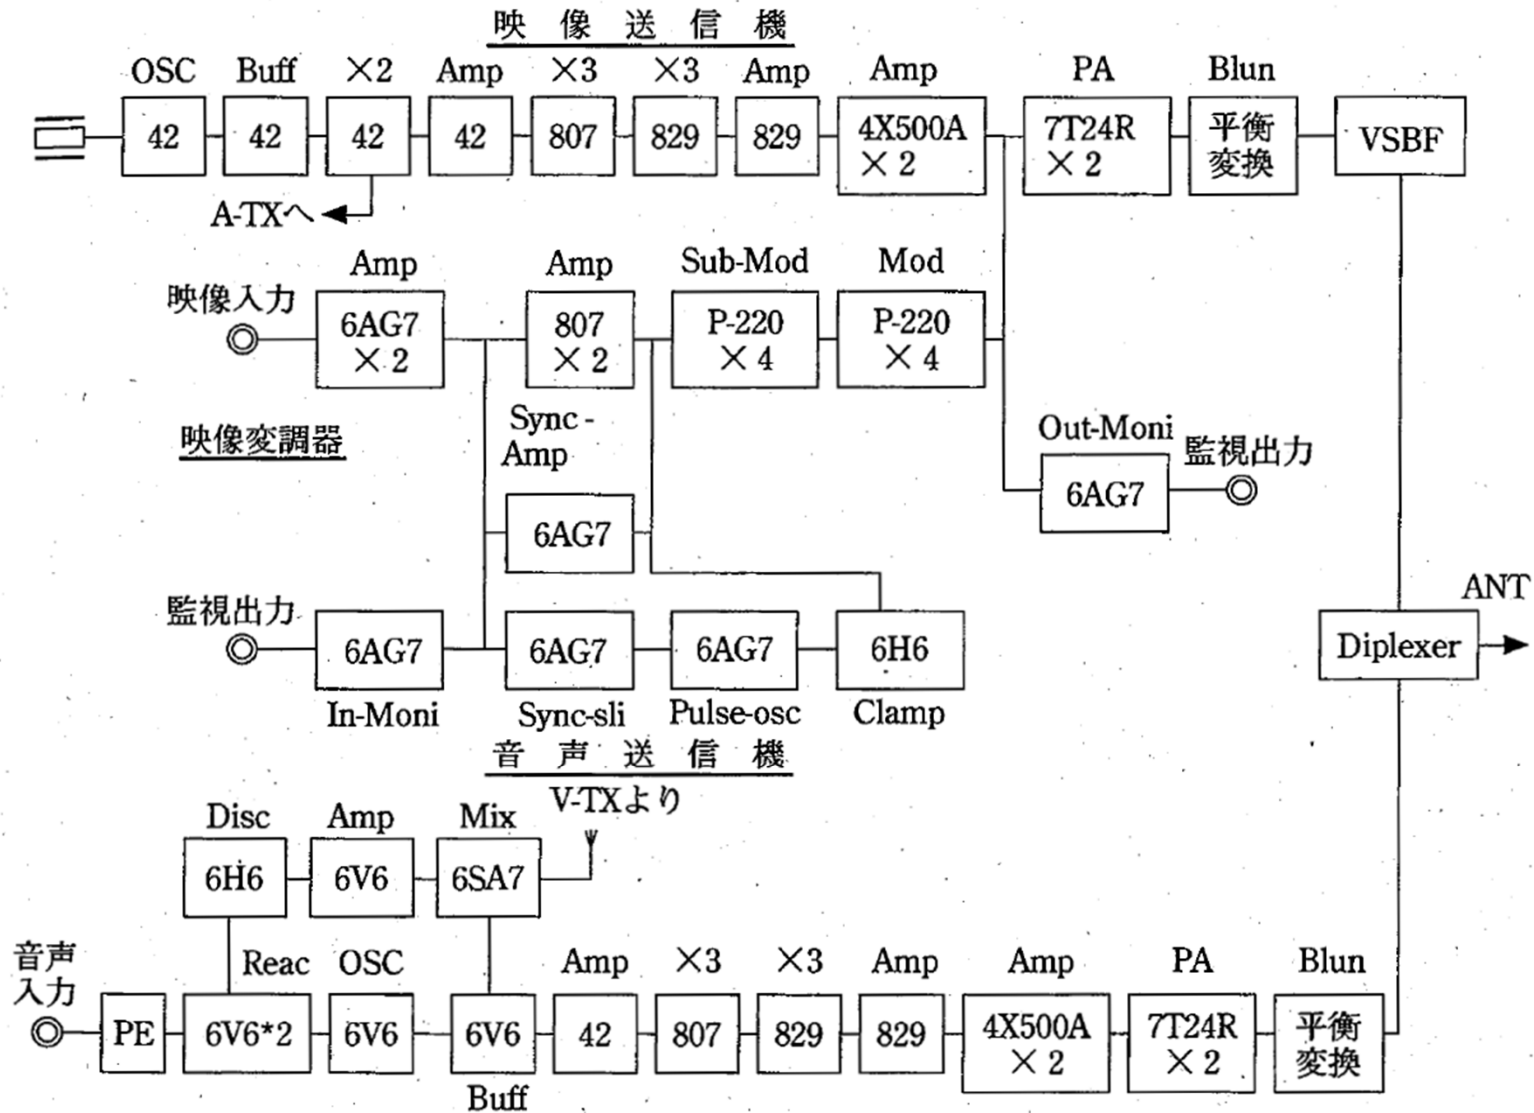 映像送信機
OSC Buff ×2 Amp ×3 ×3 Amp Amp PA Blun
42 42 42 42 807 829 829 4X500A 7T24R 平衡 VSBF
×2 ×2 変換
A-TXへ
Amp Amp Sub-Mod Mod
映像入力
6AG7 807 P-220 P-220
×2 ×2 ×4 ×4
Sync-
Amp
映像変調器
Out-Moni
監視出力
6AG7
6AG7
監視出力
ANT
6AG7 6AG7 6AG7 6H6 Diplexer
In-Moni Sync-sli Pulse-osc Clamp
音声送信機
V-TXより
Disc Amp Mix
6H6 6V6 6SA7
音声
入力
Reac OSC Amp ×3 ×3 Amp Amp PA Blun
PE 6V6*2 6V6 6V6 42 807 829 829 4X500A 7T24R 平衡
×2 ×2 変換
Buff